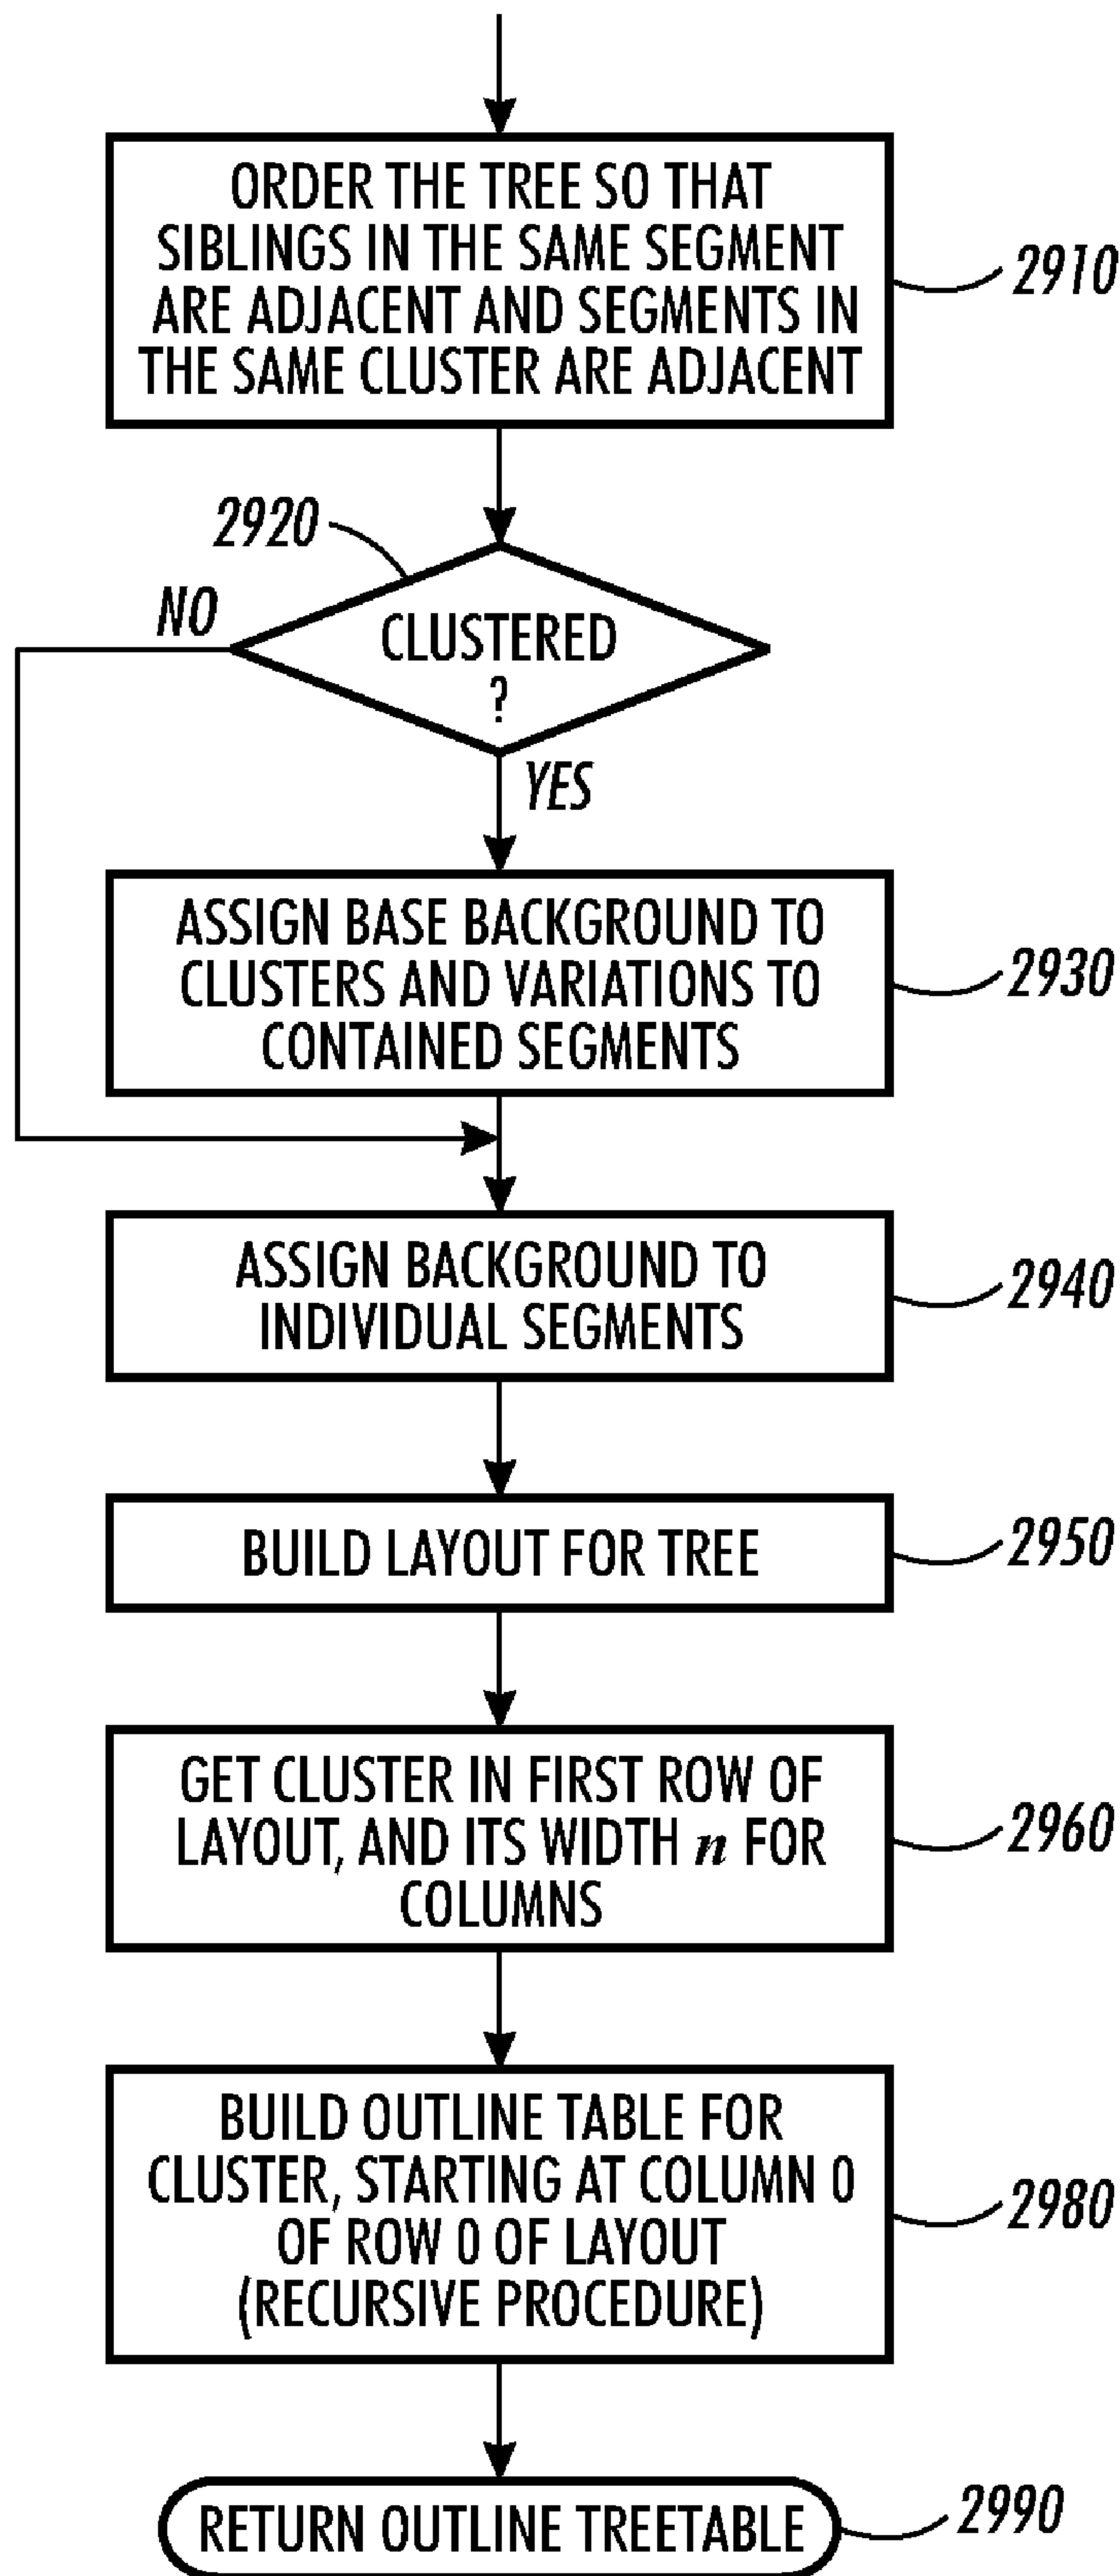 ORDER THE TREE SO THAT
SIBLINGS IN THE SAME SEGMENT
ARE ADJACENT AND SEGMENTS IN
THE SAME CLUSTER ARE ADJACENT
2910
2920
NO
CLUSTERED
?
YES
ASSIGN BASE BACKGROUND TO
CLUSTERS AND VARIATIONS TO
CONTAINED SEGMENTS
2930
ASSIGN BACKGROUND TO
INDIVIDUAL SEGMENTS
2940
BUILD LAYOUT FOR TREE
2950
GET CLUSTER IN FIRST ROW OF
LAYOUT, AND ITS WIDTH n FOR
COLUMNS
2960
BUILD OUTLINE TABLE FOR
CLUSTER, STARTING AT COLUMN 0
OF ROW 0 OF LAYOUT
(RECURSIVE PROCEDURE)
2980
RETURN OUTLINE TREETABLE
2990